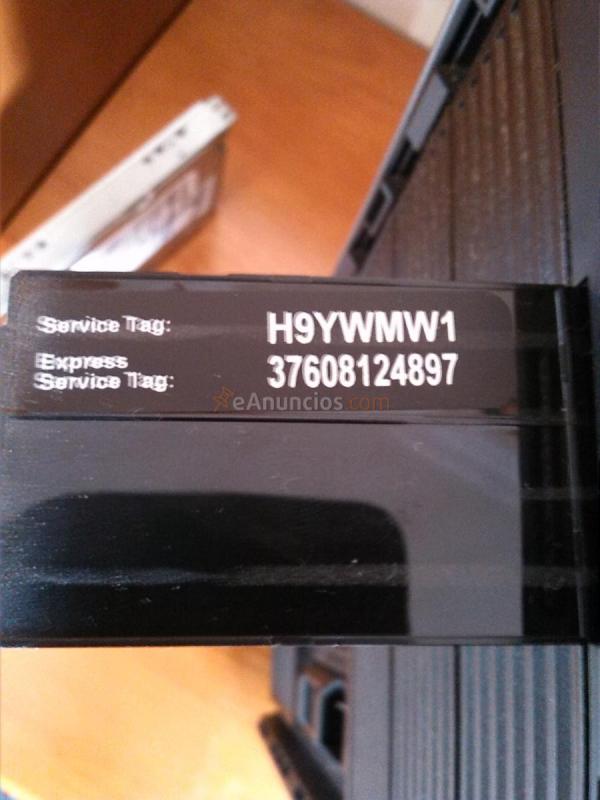 Service Tag: H9YWMW1
Express
Service Tag: 37608124897
eAnuncios.com